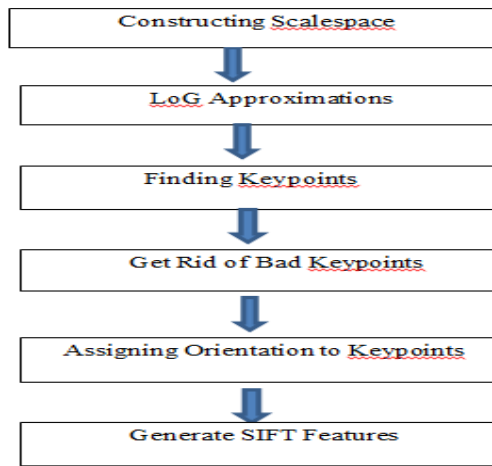 Constructing Scalespace
LoG Approximations
Finding Keypoints
Get Rid of Bad Keypoints
Assigning Orientation to Keypoints
Generate SIFT Features